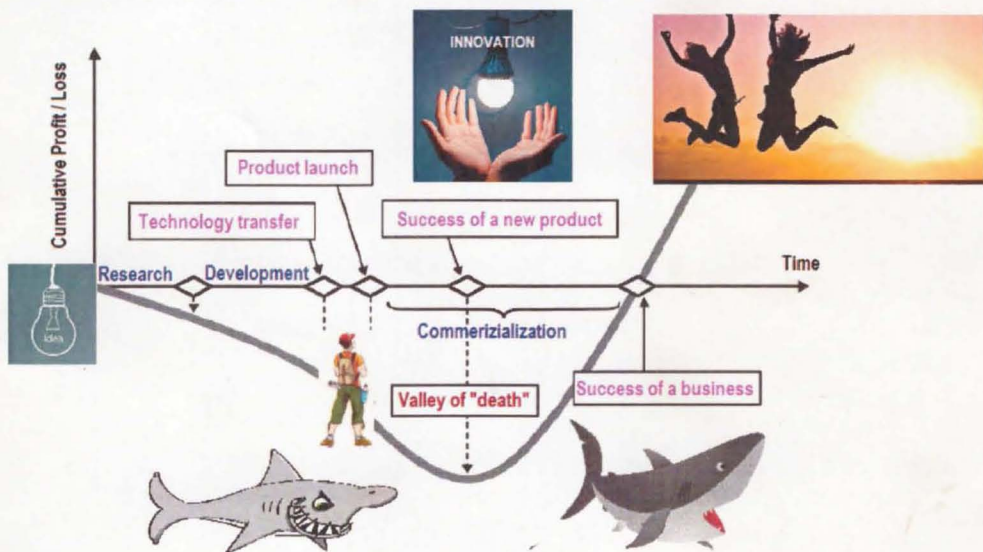 INNOVATION
Cumulative Profit / Loss
Product launch
Technology transfer
Success of a new product
Research
Development
Time
idea
Commerizialization
Valley of "death"
Success of a business